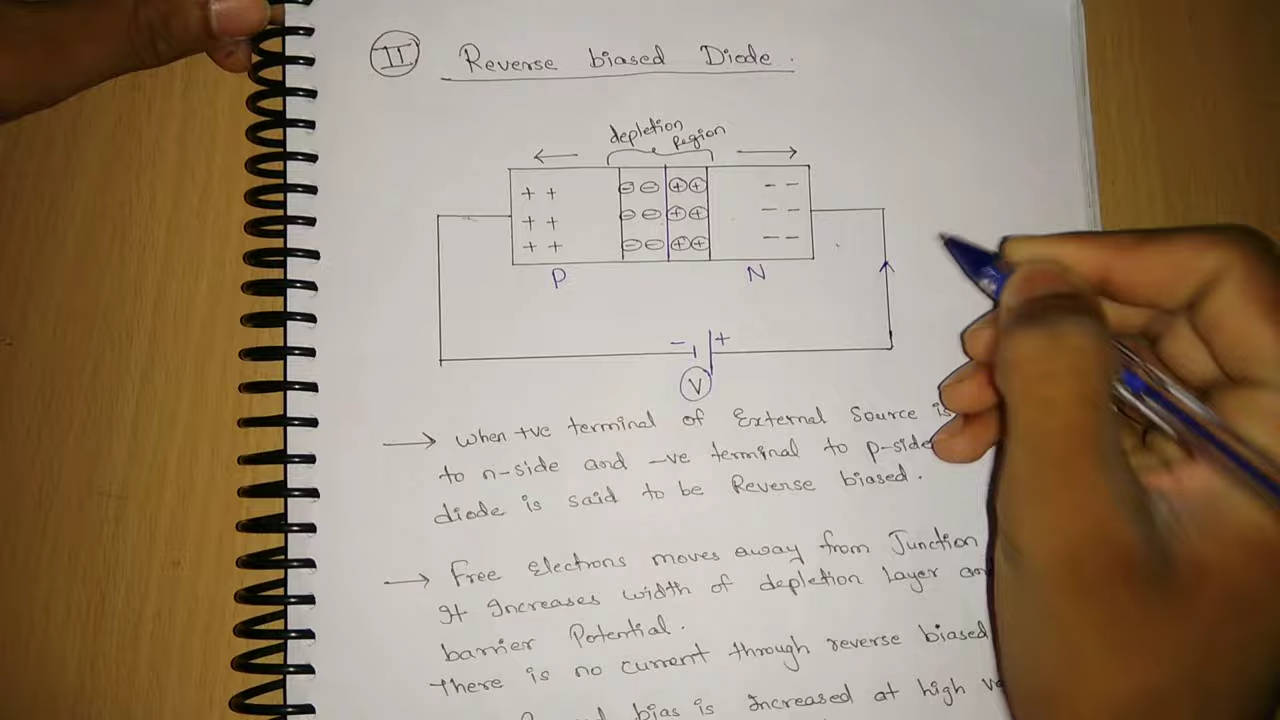 II Reverse biased Diode.
depletion
Region
+ + ⊖ ⊖ ⊕ ⊕ - -
+ + ⊖ ⊖ ⊕ ⊕ - -
+ + ⊖ ⊖ ⊕ ⊕ - -
P N
- +
V
→ When +ve terminal of External Source is
to n-side and -ve terminal to p-side
diode is said to be Reverse biased.
→ Free Electrons moves away from Junction
It Increases width of depletion Layer
barrier Potential.
There is no current through reverse biased
bias is Increased at high